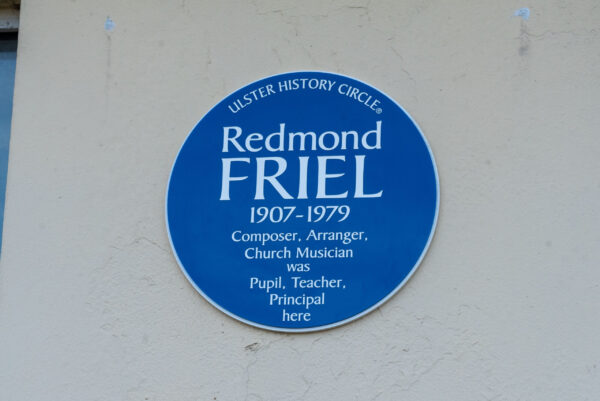 ULSTER HISTORY CIRCLE®
Redmond
FRIEL
1907-1979
Composer, Arranger,
Church Musician
was
Pupil, Teacher,
Principal
here